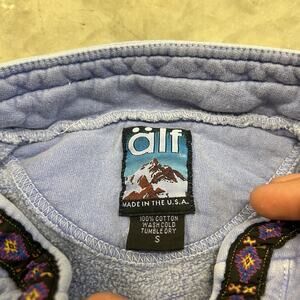 älf
MADE IN THE U.S.A.
100% COTTON
WASH COLD
TUMBLE DRY
S